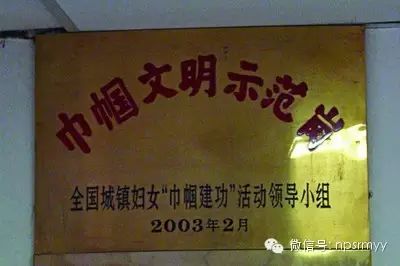 巾帼文明示范岗
全国城镇妇女“巾帼建功”活动领导小组
2003年2月
微信号: npsrmyy